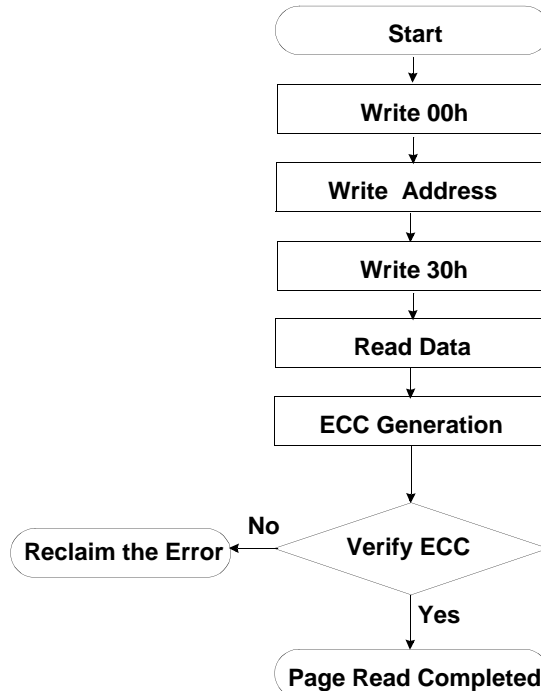 Start
Write 00h
Write Address
Write 30h
Read Data
ECC Generation
No
Reclaim the Error
Verify ECC
Yes
Page Read Completed